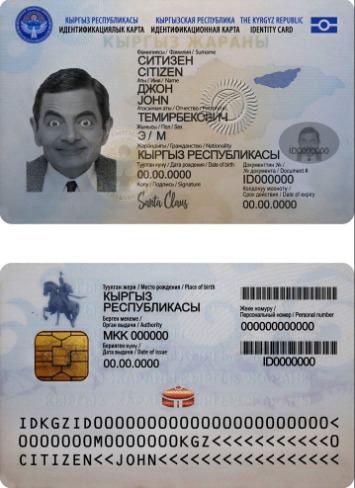 КЫРГЫЗ РЕСПУБЛИКАСЫ КЫРГЫЗСКАЯ РЕСПУБЛИКА THE KYRGYZ REPUBLIC
ИДЕНТИФИКАЦИЯЛЫК КАРТА ИДЕНТИФИКАЦИОННАЯ КАРТА IDENTITY CARD
КЫРГЫЗ ЖАРАНЫ
Фамилиясы / Фамилия / Surname
СИТИЗЕН
CITIZEN
Аты / Имя / Name
ДЖОН
JOHN
Атасынын аты / Отчество / Patronymic
ТЕМИРБЕКОВИЧ
Жынысы / Пол / Sex
Э / М
Жарандыгы / Гражданство / Nationality
КЫРГЫЗ РЕСПУБЛИКАСЫ
Туулган күнү / Дата рождения / Date of birth
00.00.0000
Документтин № /
№ документа / Document #
ID000000
Колдонуу мөөнөтү /
Срок действия / Date of expiry
00.00.0000
Колу / Подпись / Signature
Santa Claus
Туулган жери / Место рождения / Place of birth
КЫРГЫЗ
РЕСПУБЛИКАСЫ
Берген мекеме /
Орган выдачи / Authority
МКК 000000
Берилген күнү /
Дата выдачи / Date of issue
00.00.0000
Жеке номуру /
Персональный номер / Personal number
000000000000
ID0000000
CITIZEN<<JOHN<<<<<<<<<<<<<<<<<